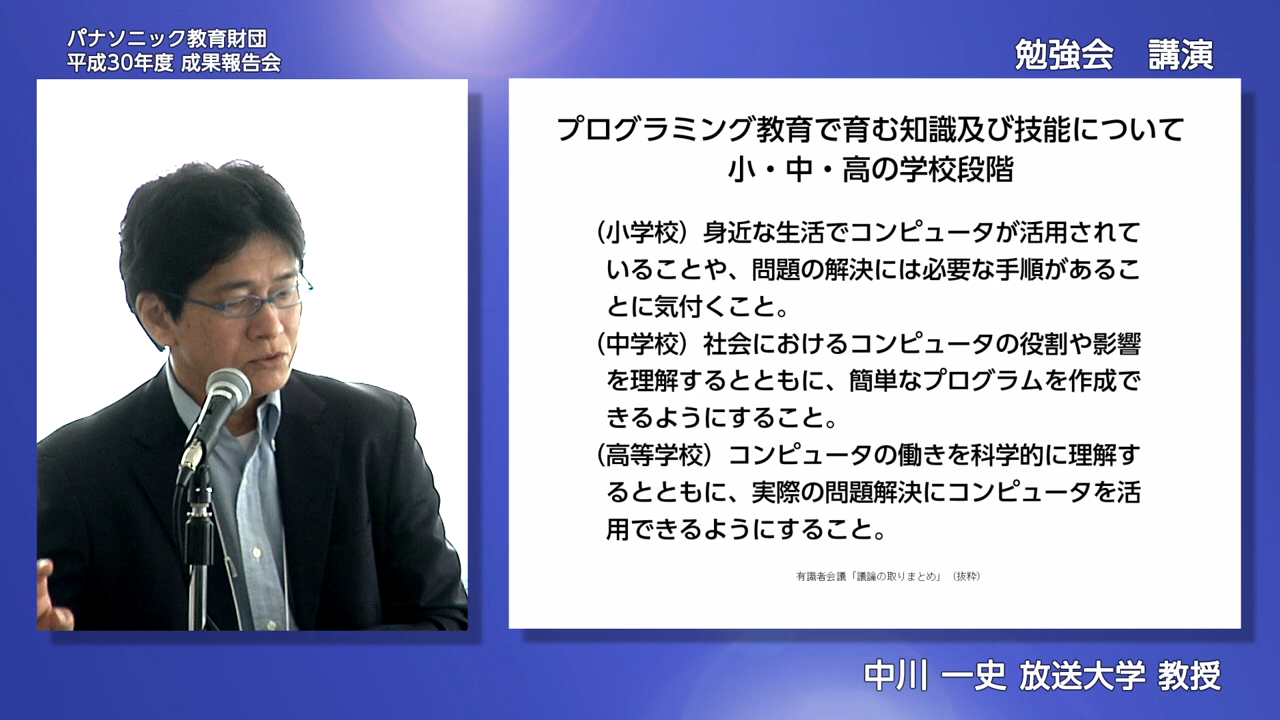 パナソニック教育財団
平成30年度 成果報告会
勉強会　講演
プログラミング教育で育む知識及び技能について
小・中・高の学校段階
（小学校）身近な生活でコンピュータが活用されて
いることや、問題の解決には必要な手順があるこ
とに気付くこと。
（中学校）社会におけるコンピュータの役割や影響
を理解するとともに、簡単なプログラムを作成で
きるようにすること。
（高等学校）コンピュータの働きを科学的に理解す
るとともに、実際の問題解決にコンピュータを活
用できるようにすること。
有識者会議「議論の取りまとめ」（抜粋）
中川 一史 放送大学 教授